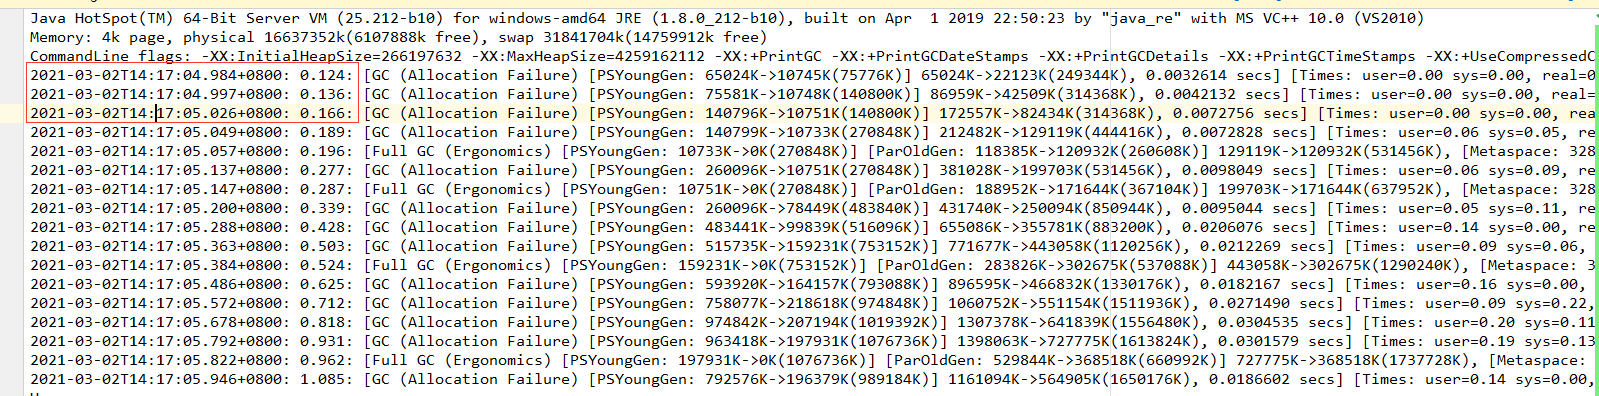 Java HotSpot(TM) 64-Bit Server VM (25.212-b10) for windows-amd64 JRE (1.8.0_212-b10), built on Apr  1 2019 22:50:23 by "java_re" with MS VC++ 10.0 (VS2010)
Memory: 4k page, physical 16637352k(6107888k free), swap 31841704k(14759912k free)
CommandLine flags: -XX:InitialHeapSize=266197632 -XX:MaxHeapSize=4259162112 -XX:+PrintGC -XX:+PrintGCDateStamps -XX:+PrintGCDetails -XX:+PrintGCTimeStamps -XX:+UseCompressedC
2021-03-02T14:17:04.984+0800: 0.124: [GC (Allocation Failure) [PSYoungGen: 65024K->10745K(75776K)] 65024K->22123K(249344K), 0.0032614 secs] [Times: user=0.00 sys=0.00, real=0
2021-03-02T14:17:04.997+0800: 0.136: [GC (Allocation Failure) [PSYoungGen: 75581K->10748K(140800K)] 86959K->42509K(314368K), 0.0042132 secs] [Times: user=0.00 sys=0.00, real=
2021-03-02T14:17:05.026+0800: 0.166: [GC (Allocation Failure) [PSYoungGen: 140796K->10751K(140800K)] 172557K->82434K(314368K), 0.0072756 secs] [Times: user=0.00 sys=0.00, rea
2021-03-02T14:17:05.049+0800: 0.189: [GC (Allocation Failure) [PSYoungGen: 140799K->10733K(270848K)] 212482K->129119K(444416K), 0.0072828 secs] [Times: user=0.06 sys=0.05, re
2021-03-02T14:17:05.057+0800: 0.196: [Full GC (Ergonomics) [PSYoungGen: 10733K->0K(270848K)] [ParOldGen: 118385K->120932K(260608K)] 129119K->120932K(531456K), [Metaspace: 328
2021-03-02T14:17:05.137+0800: 0.277: [GC (Allocation Failure) [PSYoungGen: 260096K->10751K(270848K)] 381028K->199703K(531456K), 0.0098049 secs] [Times: user=0.06 sys=0.09, re
2021-03-02T14:17:05.147+0800: 0.287: [Full GC (Ergonomics) [PSYoungGen: 10751K->0K(270848K)] [ParOldGen: 188952K->171644K(367104K)] 199703K->171644K(637952K), [Metaspace: 328
2021-03-02T14:17:05.200+0800: 0.339: [GC (Allocation Failure) [PSYoungGen: 260096K->78449K(483840K)] 431740K->250094K(850944K), 0.0095044 secs] [Times: user=0.05 sys=0.11, re
2021-03-02T14:17:05.288+0800: 0.428: [GC (Allocation Failure) [PSYoungGen: 483441K->99839K(516096K)] 655086K->355781K(883200K), 0.0206076 secs] [Times: user=0.14 sys=0.00, re
2021-03-02T14:17:05.363+0800: 0.503: [GC (Allocation Failure) [PSYoungGen: 515735K->159231K(753152K)] 771677K->443058K(1120256K), 0.0212269 secs] [Times: user=0.09 sys=0.06,
2021-03-02T14:17:05.384+0800: 0.524: [Full GC (Ergonomics) [PSYoungGen: 159231K->0K(753152K)] [ParOldGen: 283826K->302675K(537088K)] 443058K->302675K(1290240K), [Metaspace: 3
2021-03-02T14:17:05.486+0800: 0.625: [GC (Allocation Failure) [PSYoungGen: 593920K->164157K(793088K)] 896595K->466832K(1330176K), 0.0182167 secs] [Times: user=0.16 sys=0.00,
2021-03-02T14:17:05.572+0800: 0.712: [GC (Allocation Failure) [PSYoungGen: 758077K->218618K(974848K)] 1060752K->551154K(1511936K), 0.0271490 secs] [Times: user=0.09 sys=0.22,
2021-03-02T14:17:05.678+0800: 0.818: [GC (Allocation Failure) [PSYoungGen: 974842K->207194K(1019392K)] 1307378K->641839K(1556480K), 0.0304535 secs] [Times: user=0.20 sys=0.11
2021-03-02T14:17:05.792+0800: 0.931: [GC (Allocation Failure) [PSYoungGen: 963418K->197931K(1076736K)] 1398063K->727775K(1613824K), 0.0301579 secs] [Times: user=0.19 sys=0.13
2021-03-02T14:17:05.822+0800: 0.962: [Full GC (Ergonomics) [PSYoungGen: 197931K->0K(1076736K)] [ParOldGen: 529844K->368518K(660992K)] 727775K->368518K(1737728K), [Metaspace:
2021-03-02T14:17:05.946+0800: 1.085: [GC (Allocation Failure) [PSYoungGen: 792576K->196379K(989184K)] 1161094K->564905K(1650176K), 0.0186602 secs] [Times: user=0.14 sys=0.00,